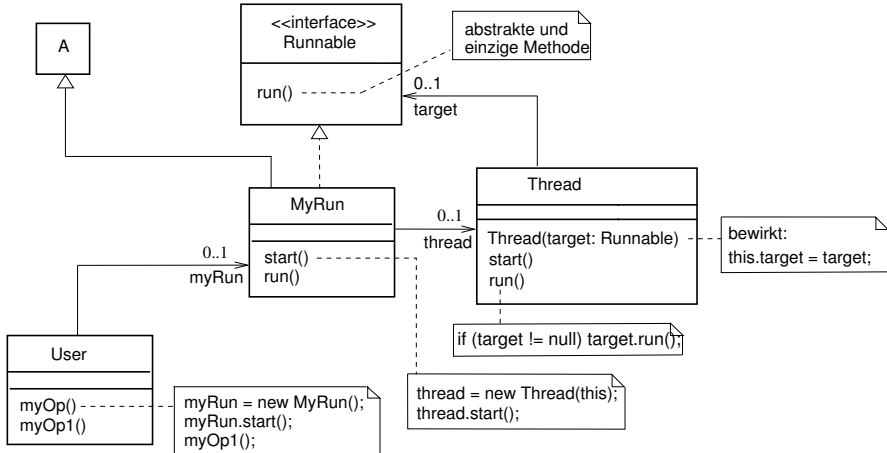 A
<<interface>>
Runnable
run()
abstrakte und
einzige Methode
0..1
target
MyRun
start()
run()
0..1
thread
Thread
Thread(target: Runnable)
start()
run()
bewirkt:
this.target = target;
0..1
myRun
if (target != null) target.run();
User
myOp()
myOp1()
myRun = new MyRun();
myRun.start();
myOp1();
thread = new Thread(this);
thread.start();